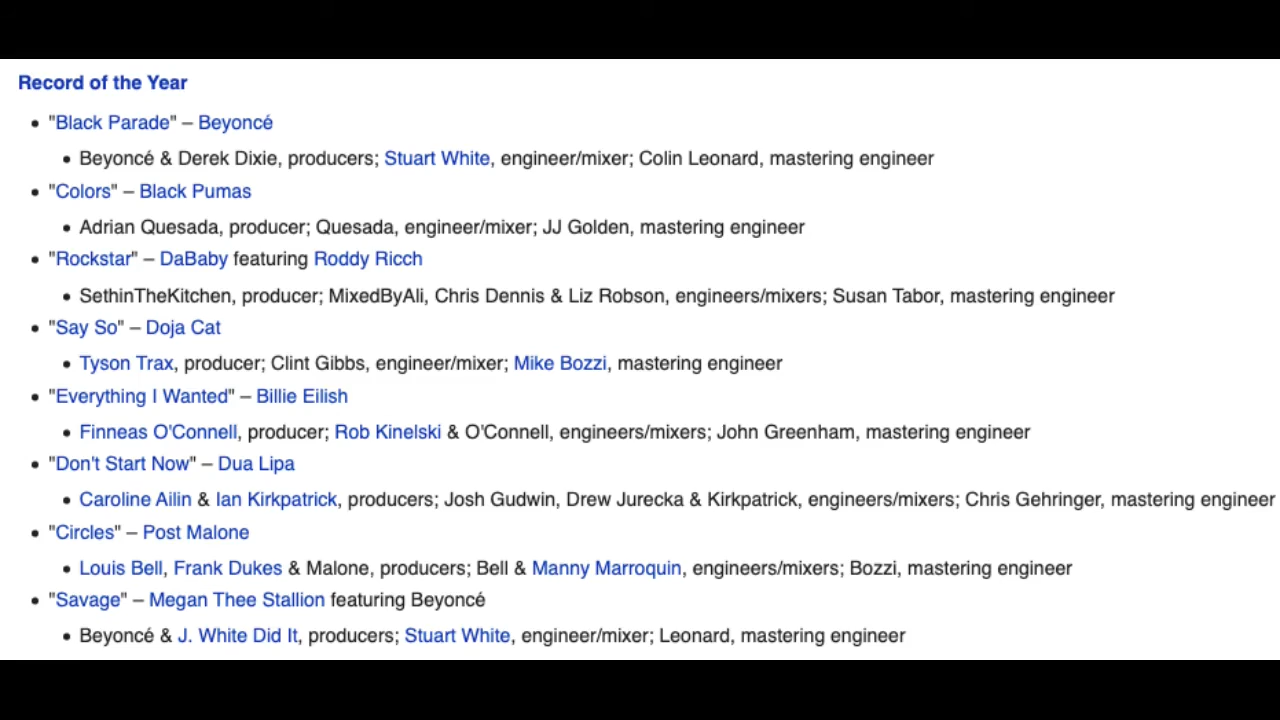 Record of the Year
• "Black Parade" – Beyoncé
• Beyoncé & Derek Dixie, producers; Stuart White, engineer/mixer; Colin Leonard, mastering engineer
• "Colors" – Black Pumas
• Adrian Quesada, producer; Quesada, engineer/mixer; JJ Golden, mastering engineer
• "Rockstar" – DaBaby featuring Roddy Ricch
• SethinTheKitchen, producer; MixedByAli, Chris Dennis & Liz Robson, engineers/mixers; Susan Tabor, mastering engineer
• "Say So" – Doja Cat
• Tyson Trax, producer; Clint Gibbs, engineer/mixer; Mike Bozzi, mastering engineer
• "Everything I Wanted" – Billie Eilish
• Finneas O'Connell, producer; Rob Kinelski & O'Connell, engineers/mixers; John Greenham, mastering engineer
• "Don't Start Now" – Dua Lipa
• Caroline Ailin & Ian Kirkpatrick, producers; Josh Gudwin, Drew Jurecka & Kirkpatrick, engineers/mixers; Chris Gehringer, mastering engineer
• "Circles" – Post Malone
• Louis Bell, Frank Dukes & Malone, producers; Bell & Manny Marroquin, engineers/mixers; Bozzi, mastering engineer
• "Savage" – Megan Thee Stallion featuring Beyoncé
• Beyoncé & J. White Did It, producers; Stuart White, engineer/mixer; Leonard, mastering engineer